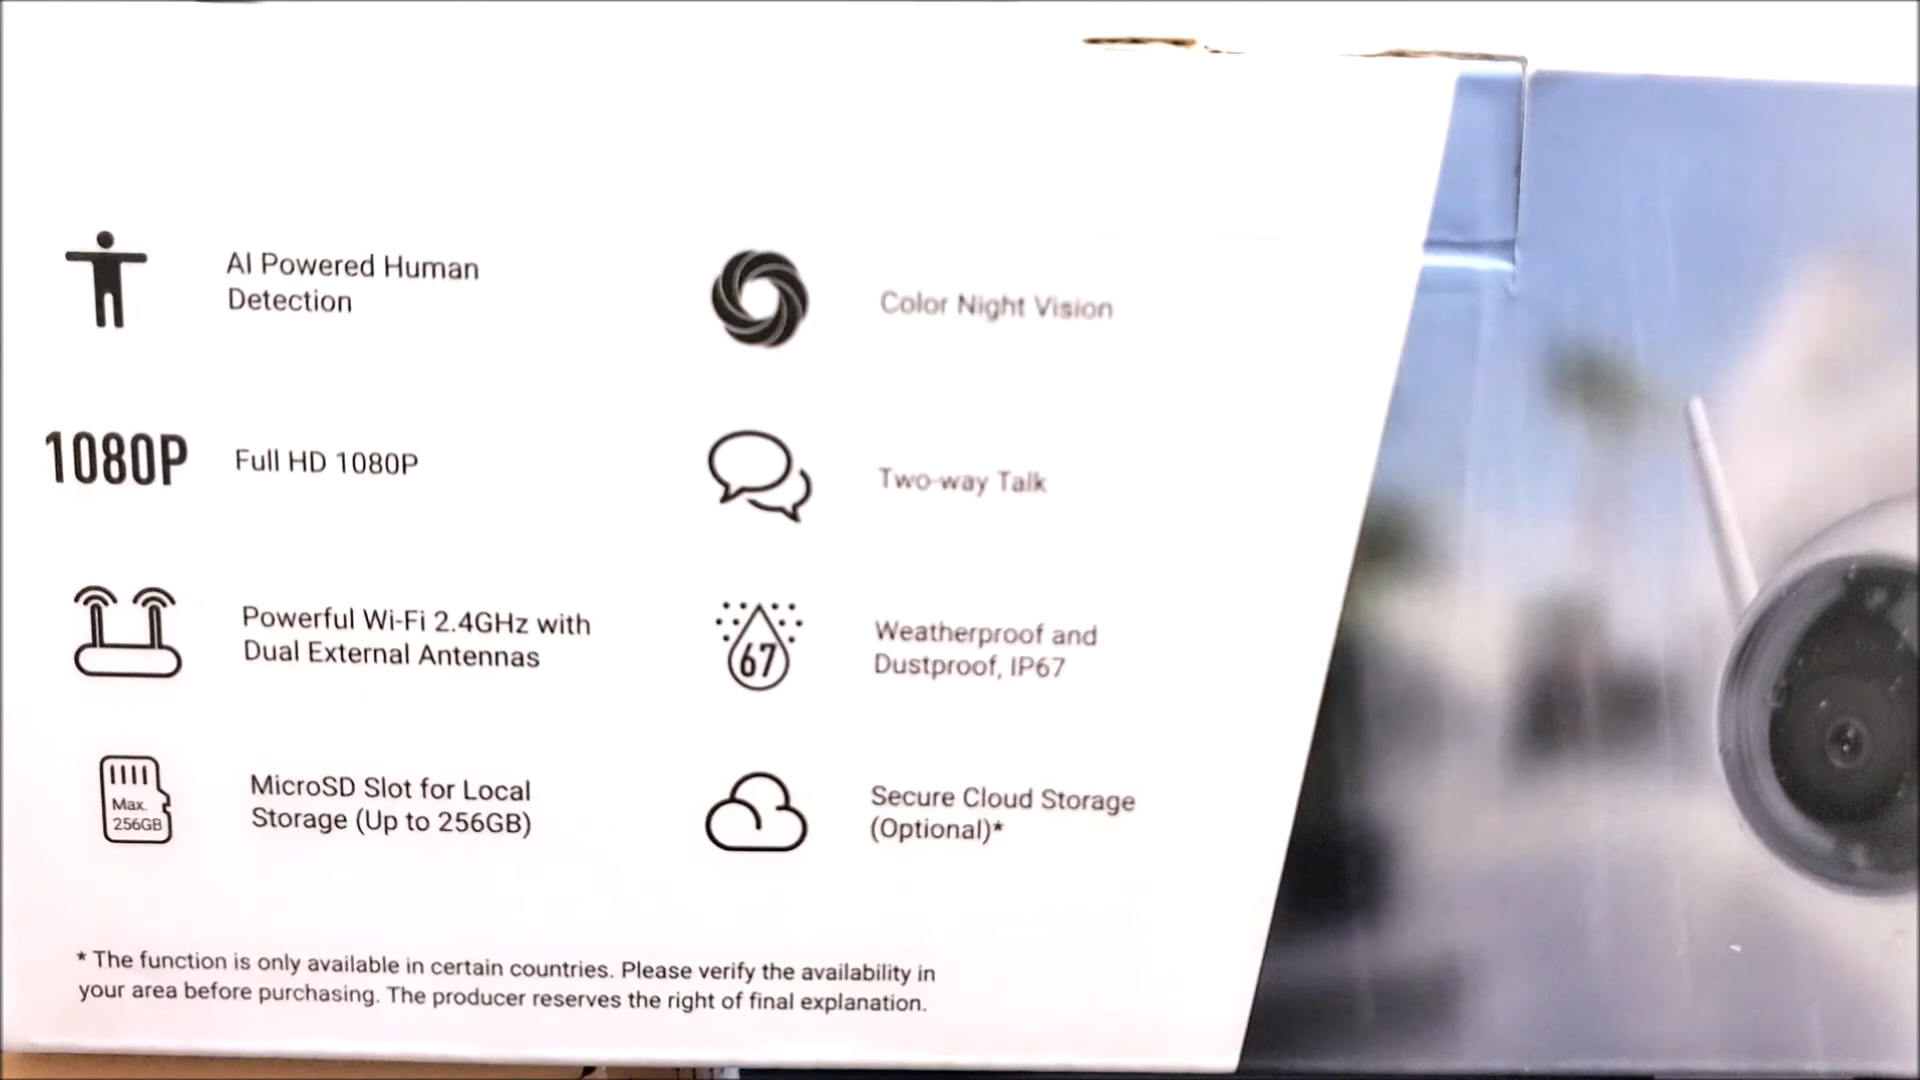 AI Powered Human
Detection
Color Night Vision
1080P
Full HD 1080P
Two-way Talk
Powerful Wi-Fi 2.4GHz with
Dual External Antennas
67
Weatherproof and
Dustproof, IP67
Max.
256GB
MicroSD Slot for Local
Storage (Up to 256GB)
Secure Cloud Storage
(Optional)*
* The function is only available in certain countries. Please verify the availability in
your area before purchasing. The producer reserves the right of final explanation.